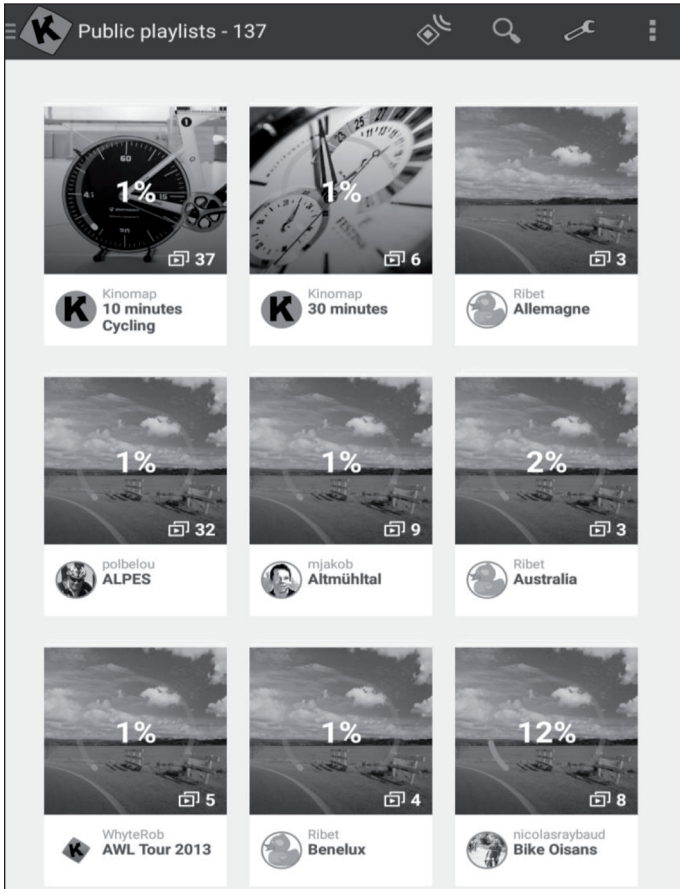 Public playlists - 137
1%
37
Kinomap
10 minutes
Cycling
1%
6
Kinomap
30 minutes
3
Ribet
Allemagne
1%
32
polbelou
ALPES
1%
9
mjakob
Altmühltal
2%
3
Ribet
Australia
1%
5
WhyteRob
AWL Tour 2013
1%
4
Ribet
Benelux
12%
8
nicolasraybaud
Bike Oisans